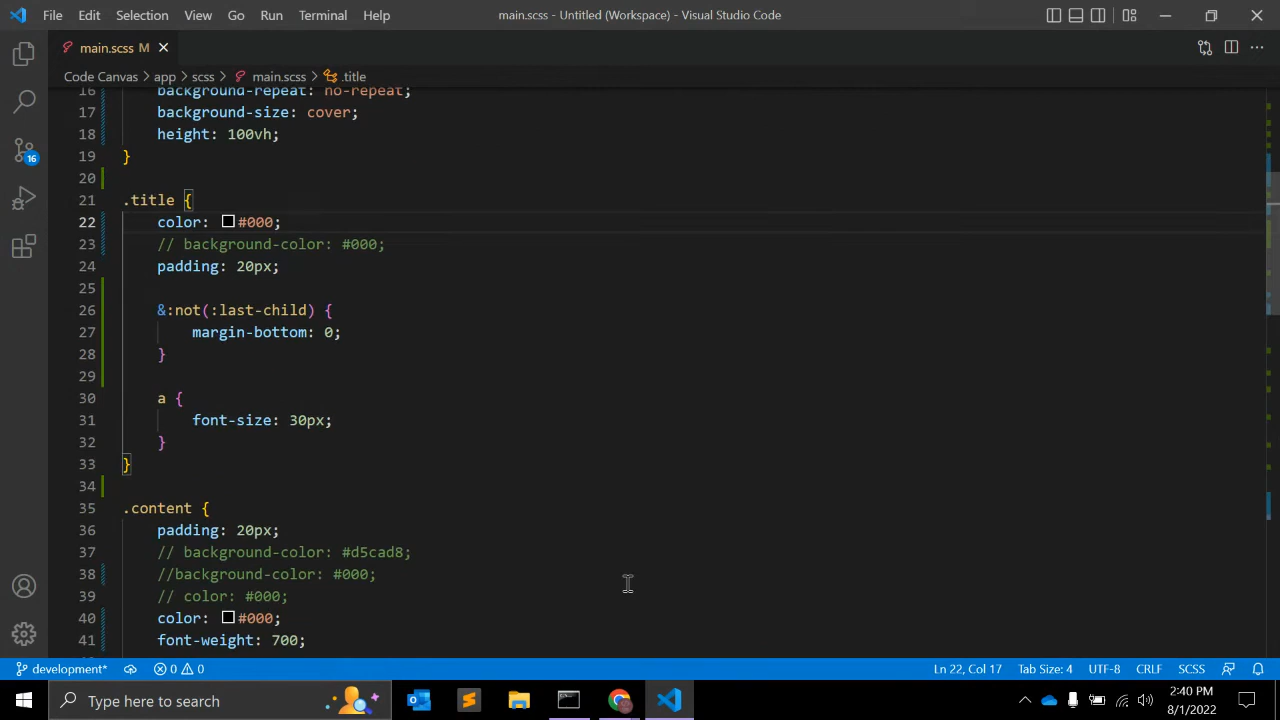 File Edit Selection View Go Run Terminal Help main.scss - Untitled (Workspace) - Visual Studio Code
main.scss M
Code Canvas app scss main.scss .title
16 background-repeat: no-repeat;
17 background-size: cover;
18 height: 100vh;
19 }
20
21 .title {
22 color: #000;
23 // background-color: #000;
24 padding: 20px;
25
26 &:not(:last-child) {
27 margin-bottom: 0;
28 }
29
30 a {
31 font-size: 30px;
32 }
33 }
34
35 .content {
36 padding: 20px;
37 // background-color: #d5cad8;
38 //background-color: #000;
39 // color: #000;
40 color: #000;
41 font-weight: 700;
16
development* 0 0 Ln 22, Col 17 Tab Size: 4 UTF-8 CRLF SCSS
Type here to search
2:40 PM
8/1/2022